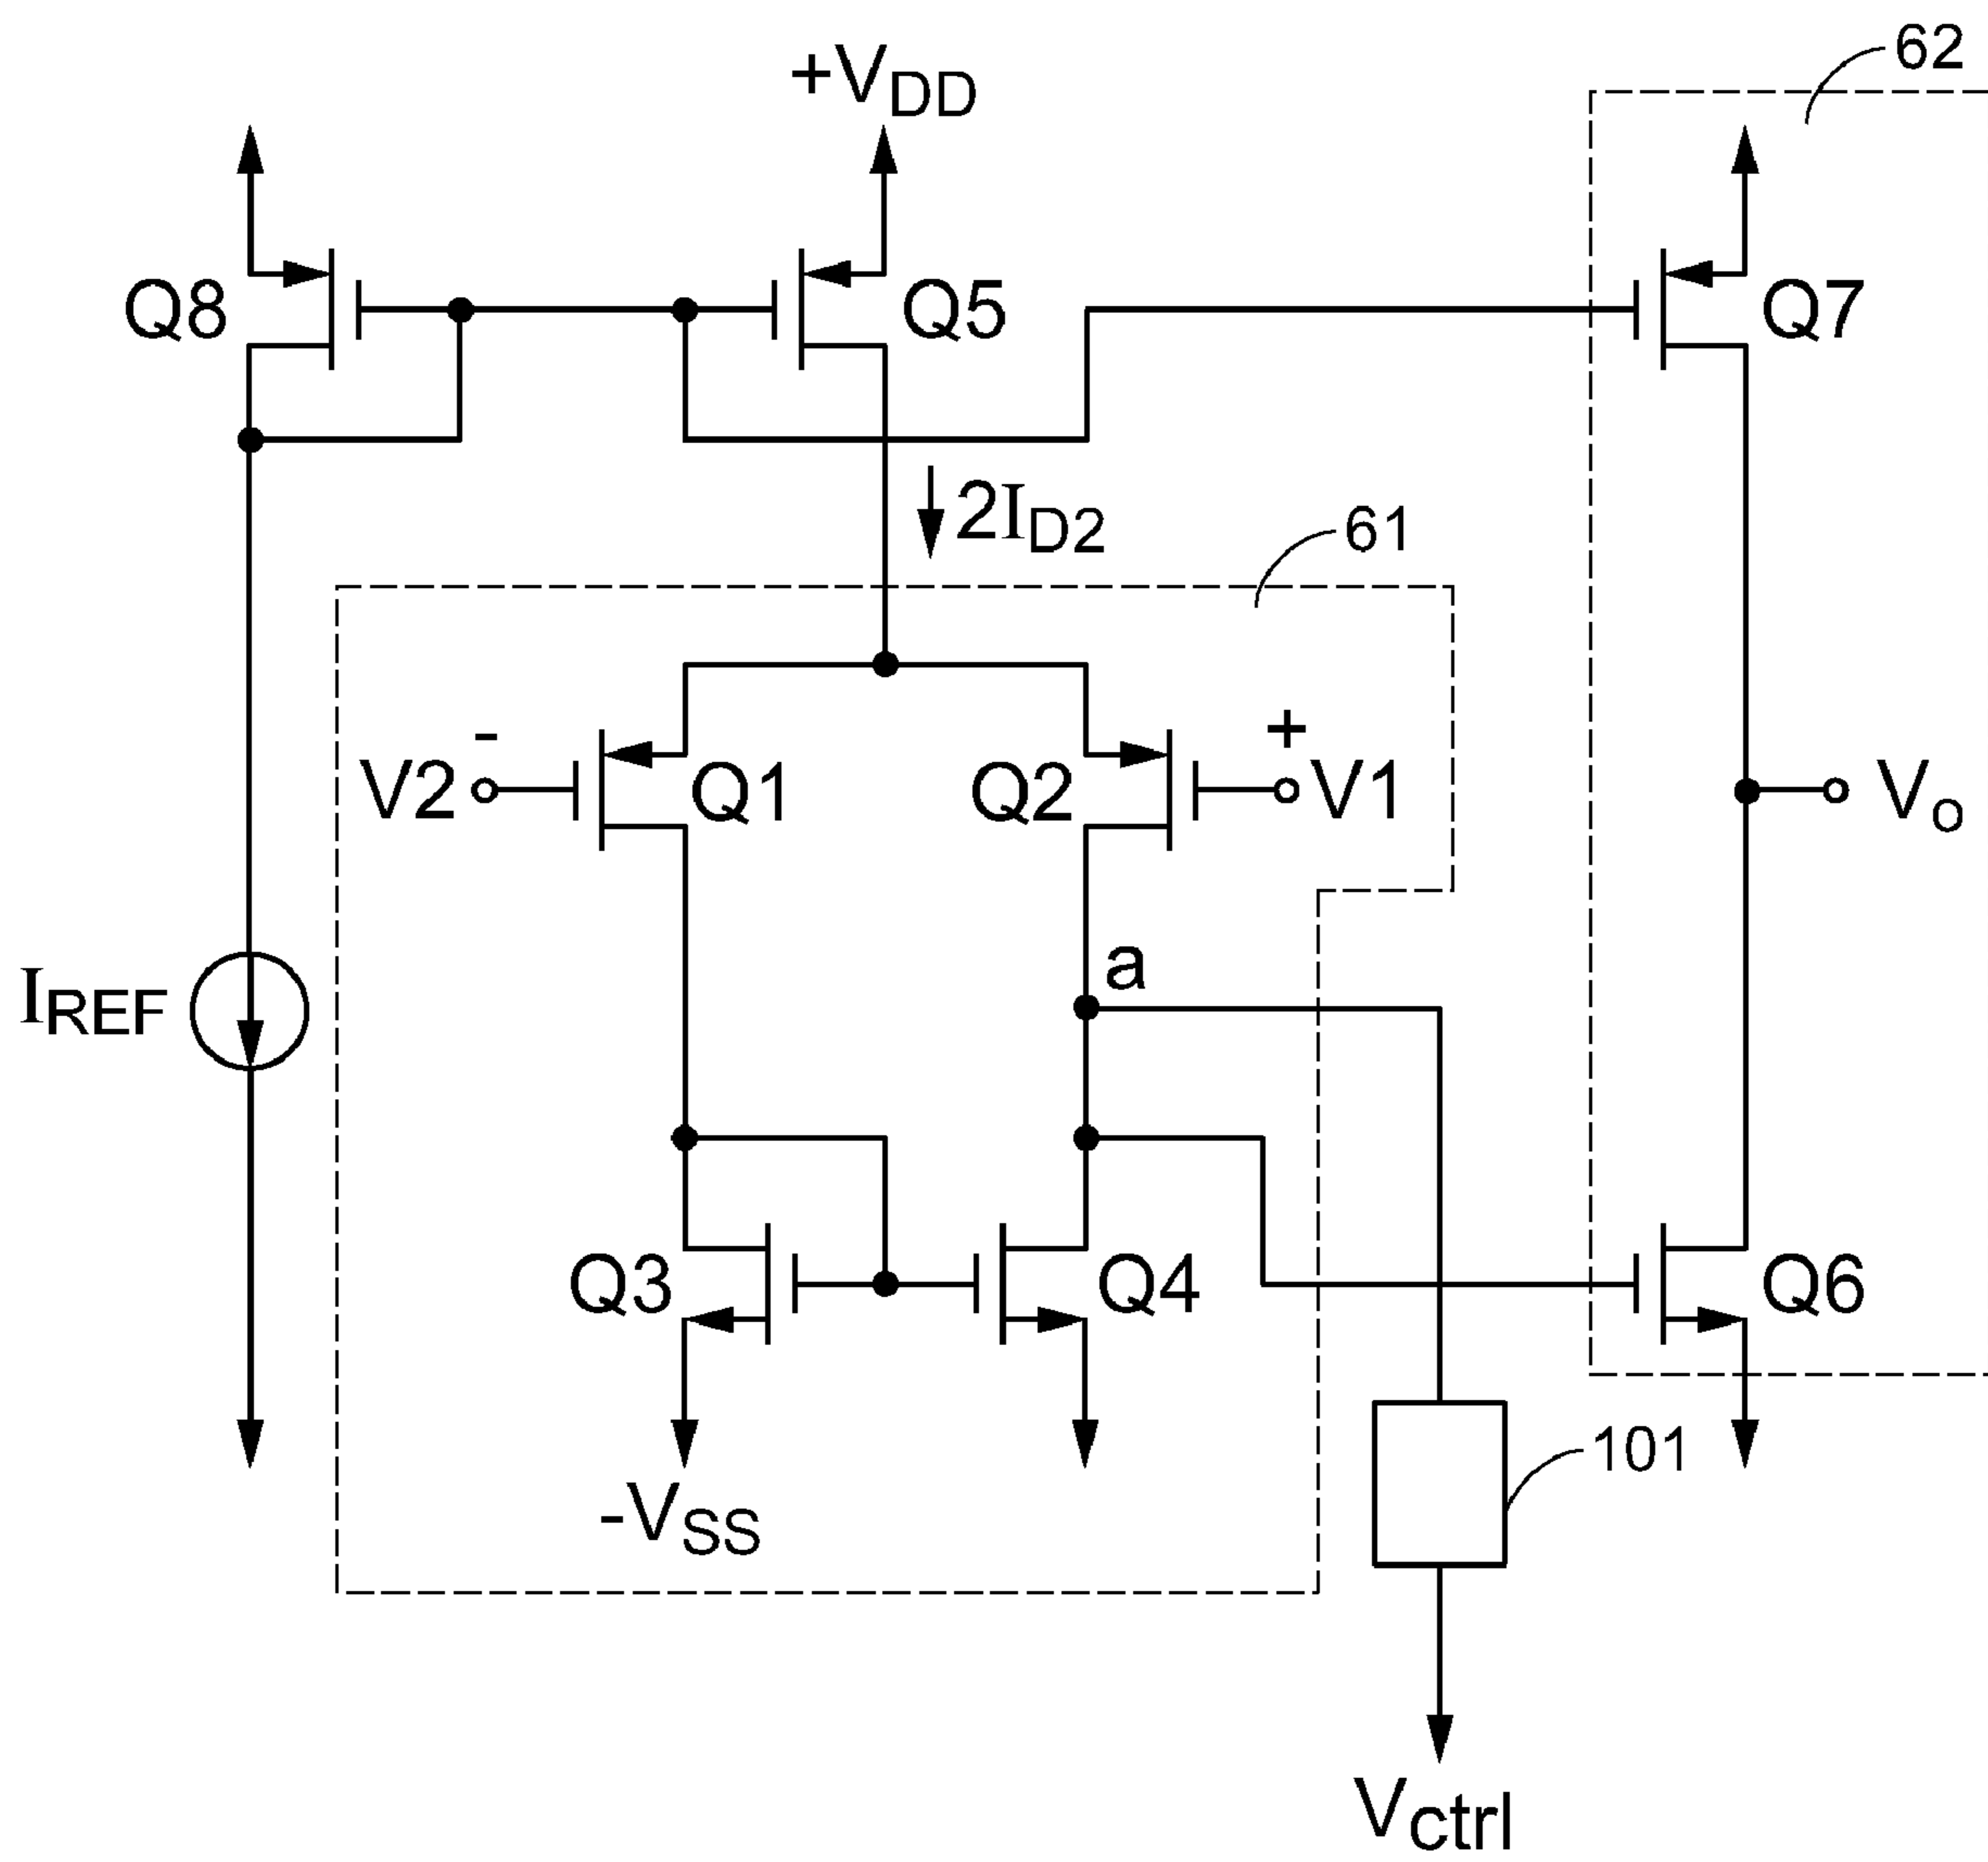 62
+VDD
Q8
Q5
Q7
2ID2
61
- +
V2 Q1 Q2 V1 Vo
a
IREF
Q3 Q4 Q6
101
-VSS
Vctrl